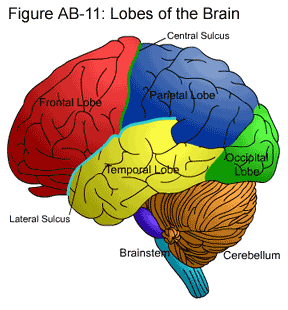 Figure AB-11: Lobes of the Brain
Central Sulcus
Frontal Lobe
Parietal Lobe
Occipital
Lobe
Temporal Lobe
Lateral Sulcus
Brainstem
Cerebellum